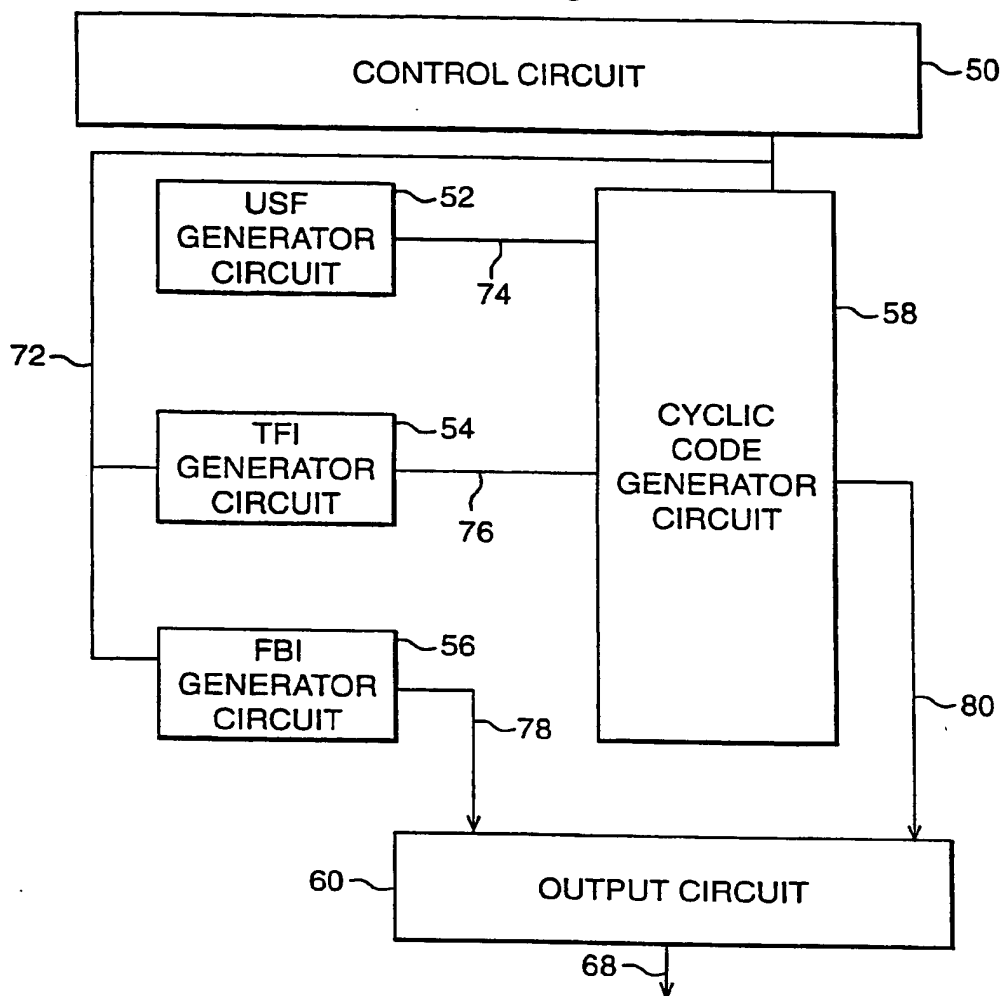 CONTROL CIRCUIT
50
USF
GENERATOR
CIRCUIT
52
74
58
72
TFI
GENERATOR
CIRCUIT
54
76
CYCLIC
CODE
GENERATOR
CIRCUIT
FBI
GENERATOR
CIRCUIT
56
78
80
60
OUTPUT CIRCUIT
68